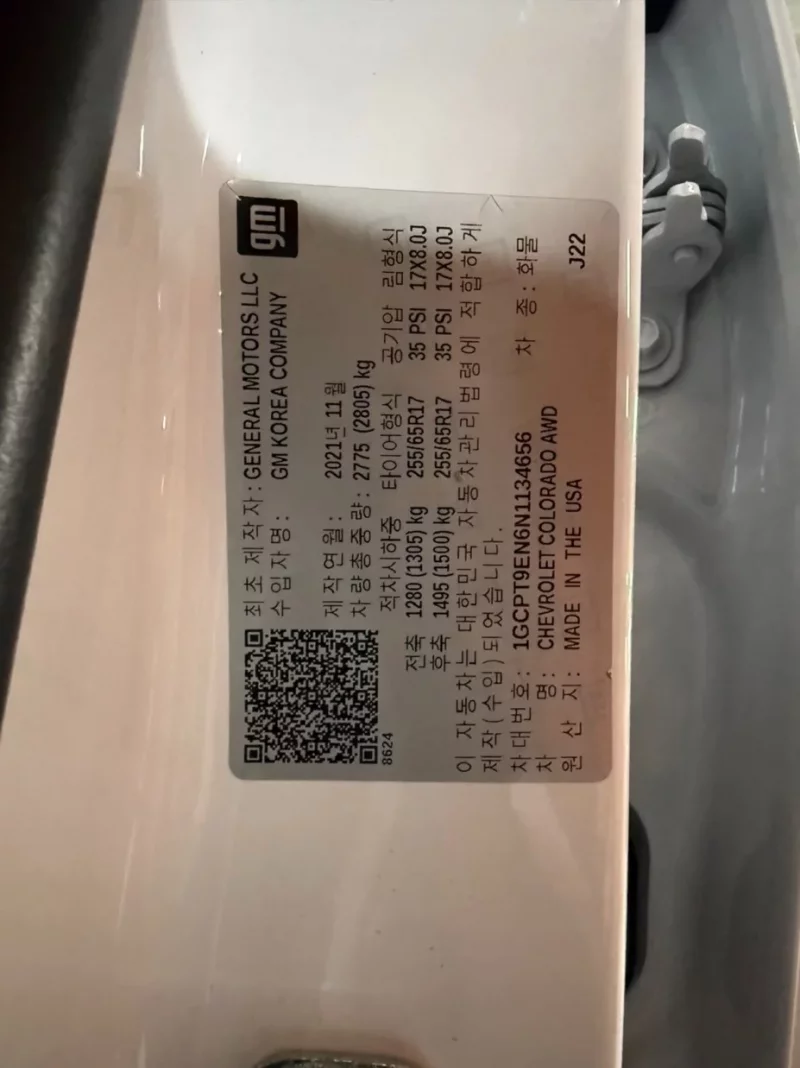 gm
최초 제작자 : GENERAL MOTORS LLC
수입자명 : GM KOREA COMPANY
제작연월 : 2021년 11월
차량총중량 : 2775 (2805) kg
적차시하중 타이어형식 공기압 림형식
전축 1280 (1305) kg 255/65R17 35 PSI 17X8.0J
후축 1495 (1500) kg 255/65R17 35 PSI 17X8.0J
8624
이 자동차는 대한민국 자동차관리법령에 적합하게
제작(수입)되었습니다.
차대번호 : 1GCPT9EN6N1134656 차 종 : 화물
차 명 : CHEVROLET COLORADO AWD
원 산 지 : MADE IN THE USA J22